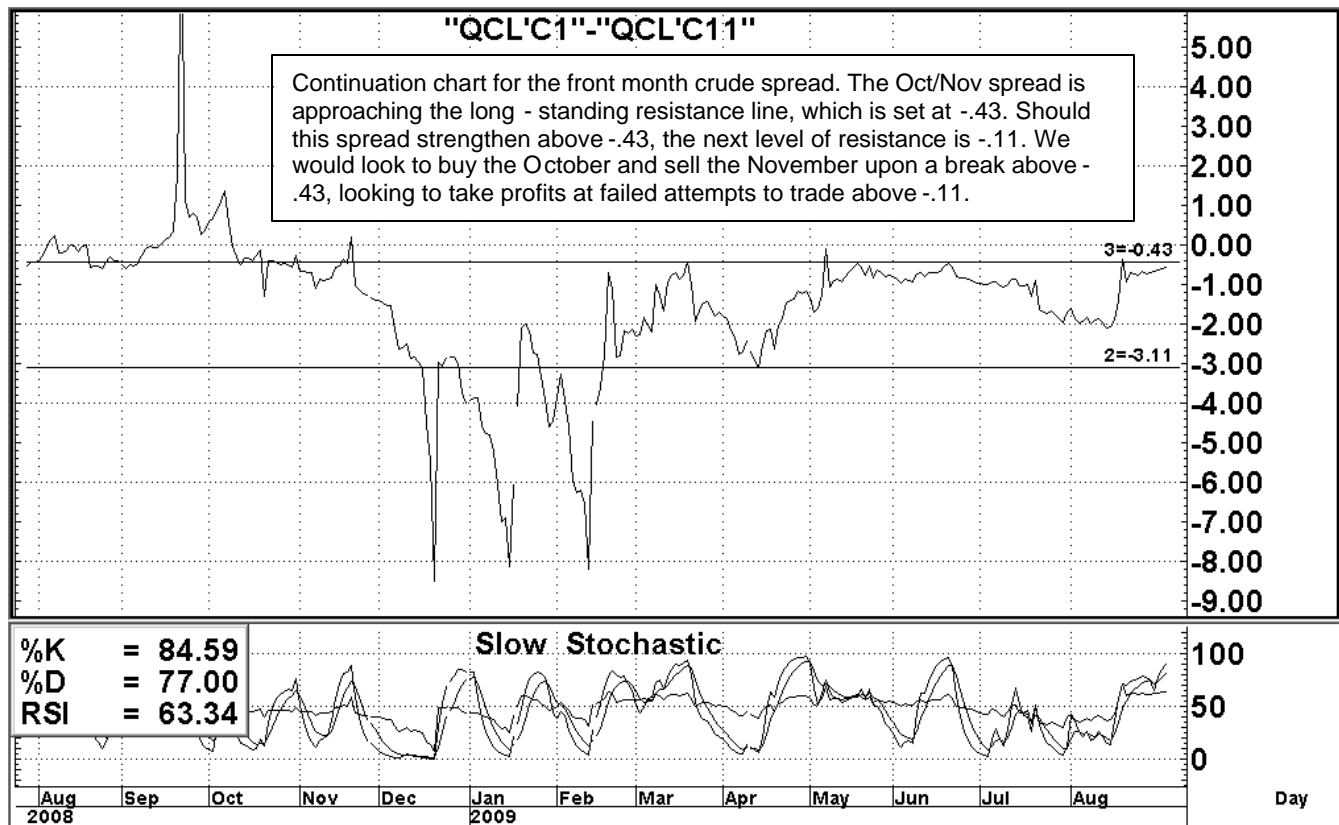 "QCL'C1"-"QCL'C11"
Continuation chart for the front month crude spread. The Oct/Nov spread is
approaching the long - standing resistance line, which is set at -.43. Should
this spread strengthen above -.43, the next level of resistance is -.11. We
would look to buy the October and sell the November upon a break above -
.43, looking to take profits at failed attempts to trade above -.11.
5.00
4.00
3.00
2.00
1.00
0.00
-1.00
-2.00
-3.00
-4.00
-5.00
-6.00
-7.00
-8.00
-9.00
3=-0.43
2=-3.11
Slow Stochastic
%K = 84.59
%D = 77.00
RSI = 63.34
100
50
0
Aug Sep Oct Nov Dec Jan Feb Mar Apr May Jun Jul Aug Day
2008 2009